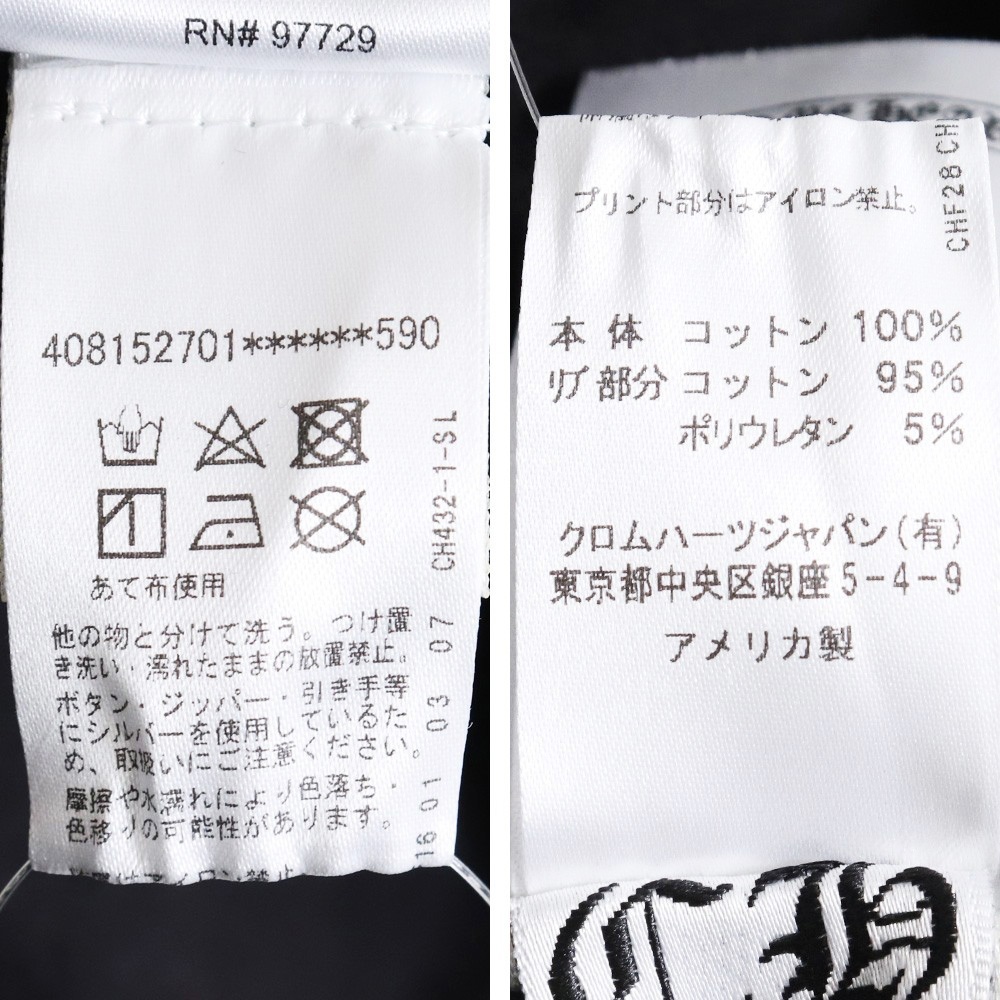 RN# 97729
408152701******590
CH432-1-SL
あて布使用
他の物と分けて洗う。つけ置
き洗い・濡れたままの放置禁止。
ボタン・ジッパー・引き手等
にシルバーを使用しているた
め、取扱いにご注意ください。
摩擦や水濡れにより色落ち・
色移りの可能性があります。
16 01 03 07
プリント部分はアイロン禁止。
CHF28 CH
本体 コットン 100%
リブ部分 コットン 95%
ポリウレタン 5%
クロムハーツジャパン(有)
東京都中央区銀座5-4-9
アメリカ製